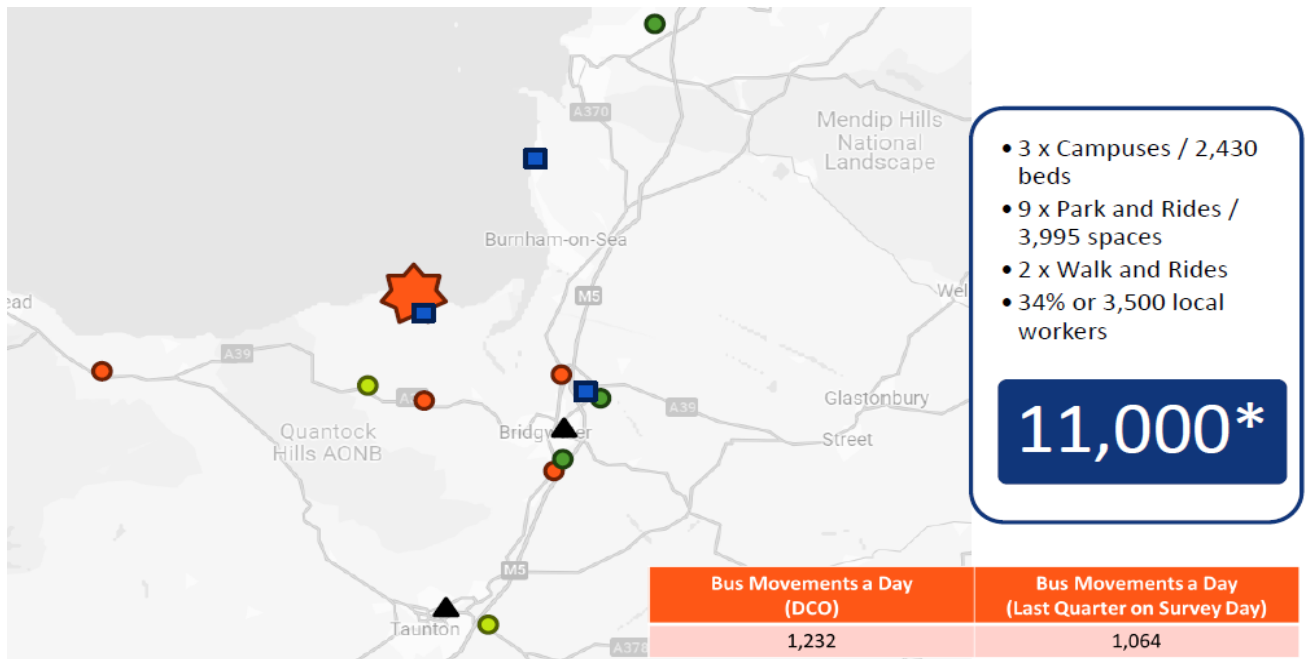 A370
Mendip Hills
National
Landscape
Burnham-on-Sea
M5
ead
Wel
A39
Glastonbury
A39
Quantock
Hills AONB
Street
M5
Taunton
A378
• 3 x Campuses / 2,430
beds
• 9 x Park and Rides /
3,995 spaces
• 2 x Walk and Rides
• 34% or 3,500 local
workers
11,000*
Bus Movements a Day
(DCO)
Bus Movements a Day
(Last Quarter on Survey Day)
1,232
1,064